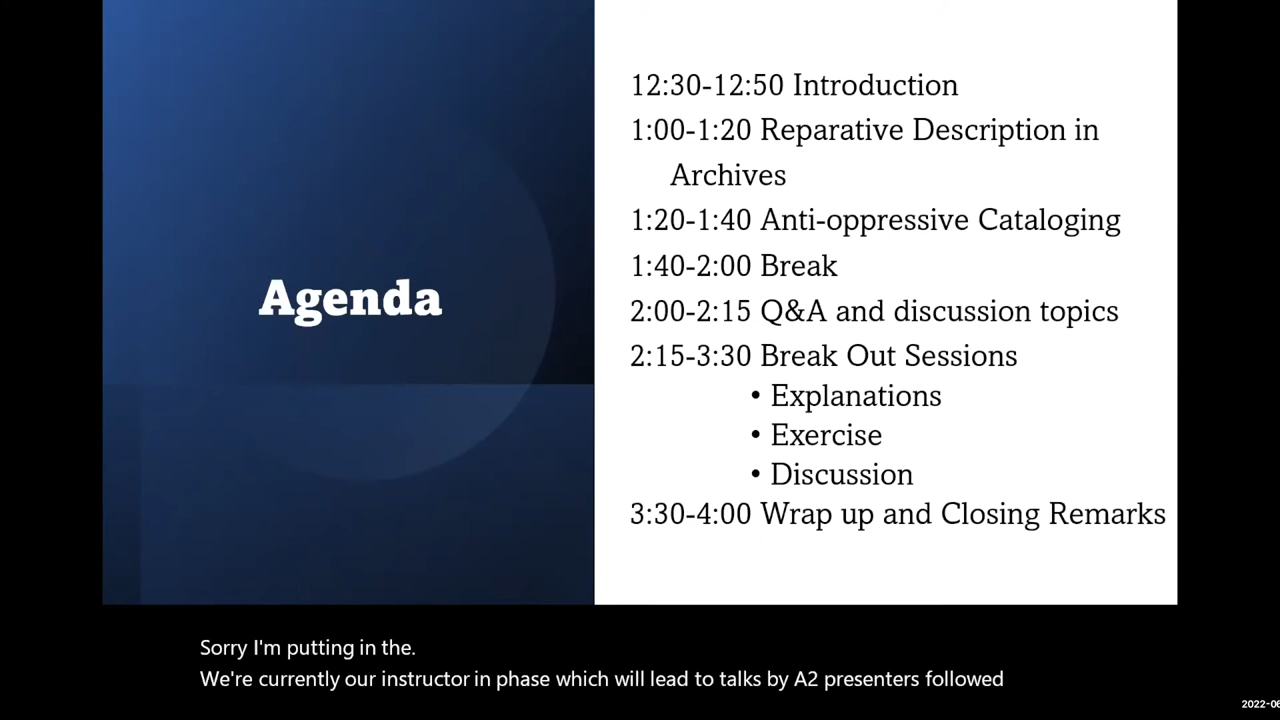 Agenda
12:30-12:50 Introduction
1:00-1:20 Reparative Description in
Archives
1:20-1:40 Anti-oppressive Cataloging
1:40-2:00 Break
2:00-2:15 Q&A and discussion topics
2:15-3:30 Break Out Sessions
• Explanations
• Exercise
• Discussion
3:30-4:00 Wrap up and Closing Remarks
Sorry I'm putting in the.
We're currently our instructor in phase which will lead to talks by A2 presenters followed